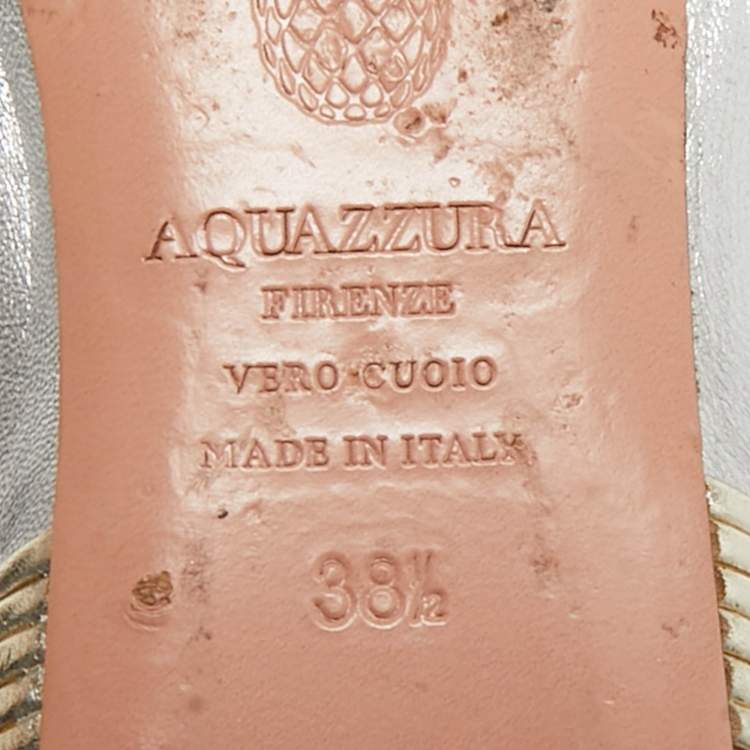 AQUAZZURA
FIRENZE
VERO CUOIO
MADE IN ITALY
38½